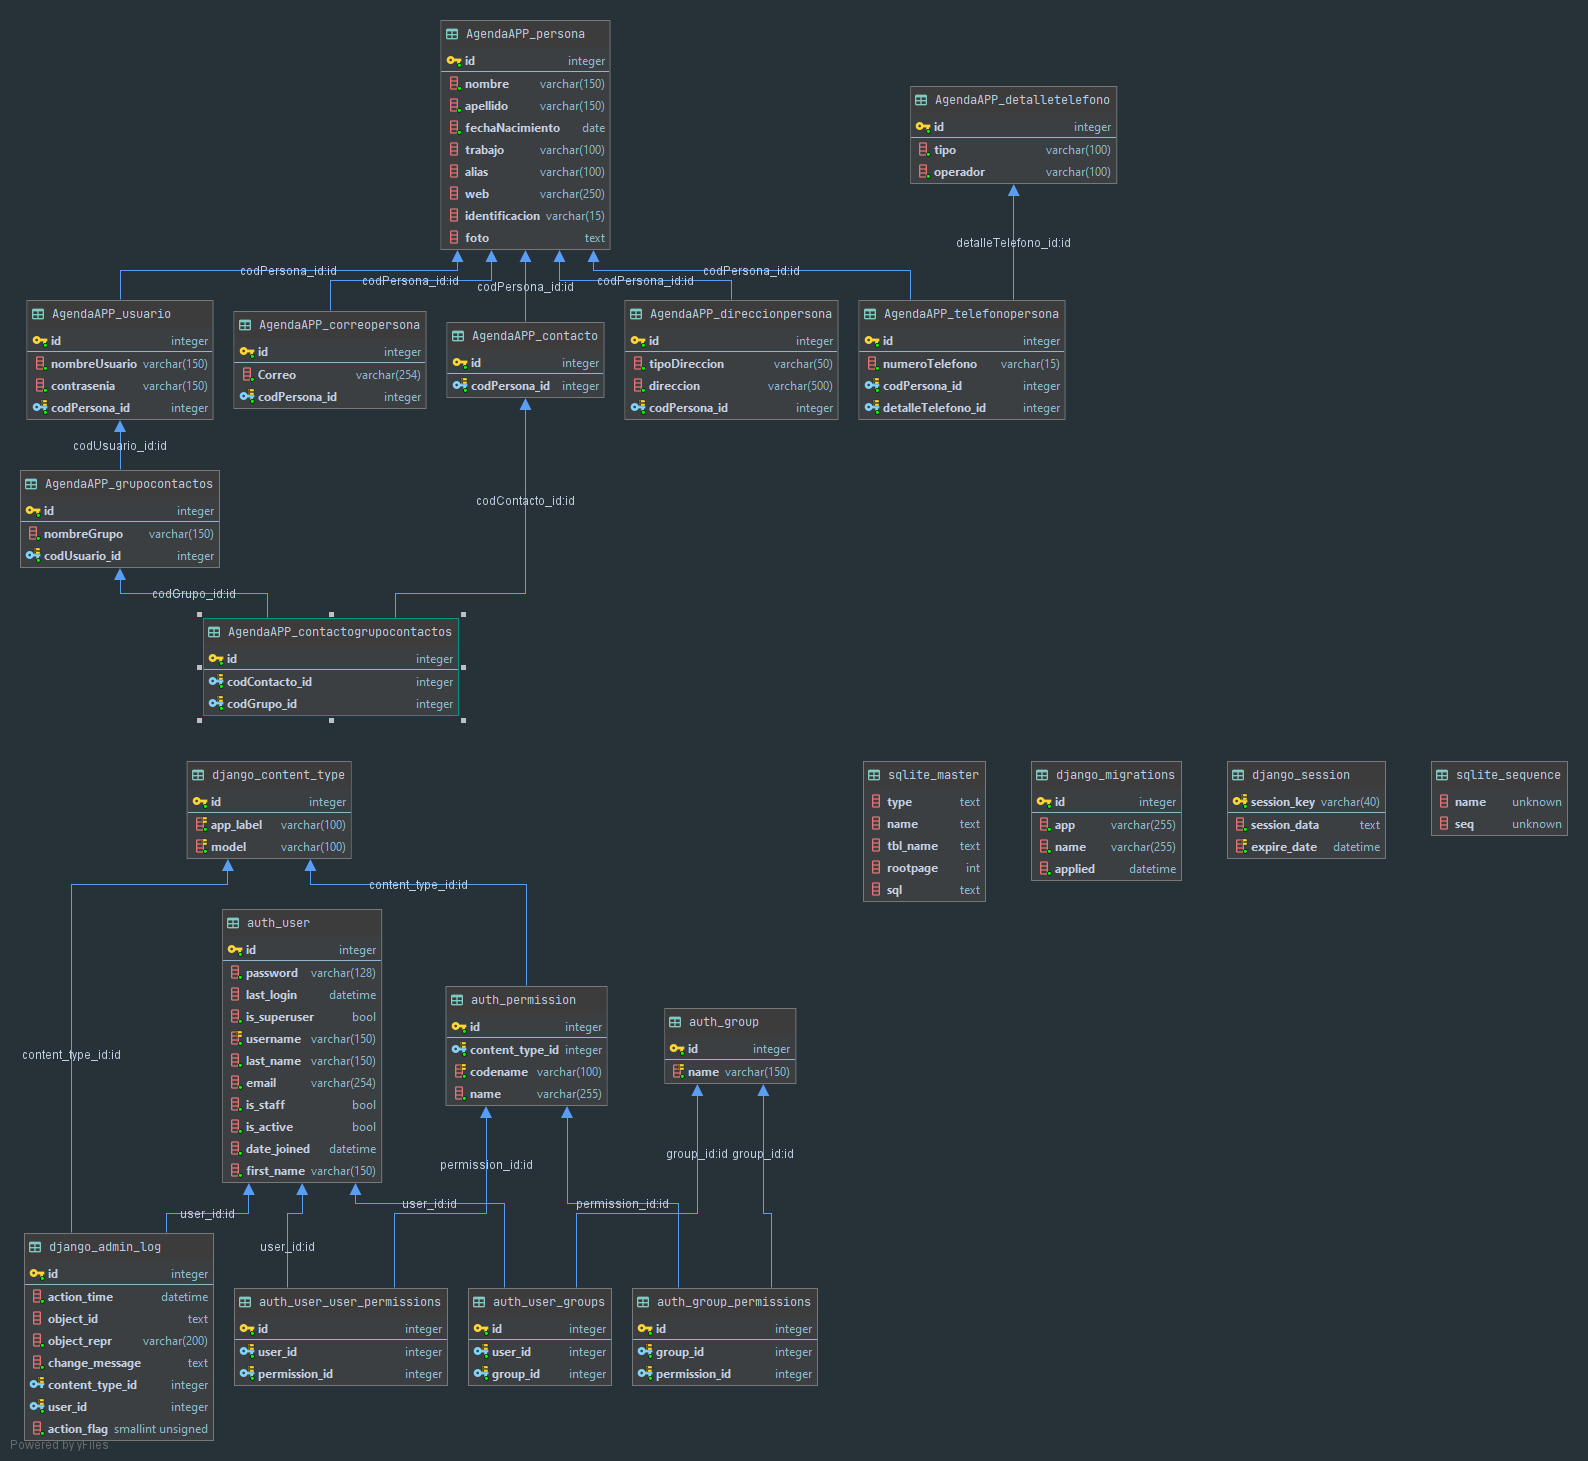 AgendaAPP_persona
id integer
nombre varchar(150)
apellido varchar(150)
fechaNacimiento date
trabajo varchar(100)
alias varchar(100)
web varchar(250)
identificacion varchar(15)
foto text
AgendaAPP_detalletelefono
id integer
tipo varchar(100)
operador varchar(100)
detalleTelefono_id:id
codPersona_id:id
codPersona_id:id
codPersona_id:id
codPersona_id:id
codPersona_id:id
AgendaAPP_usuario
id integer
nombreUsuario varchar(150)
contrasenia varchar(150)
codPersona_id integer
AgendaAPP_correopersona
id integer
Correo varchar(254)
codPersona_id integer
AgendaAPP_contacto
id integer
codPersona_id integer
AgendaAPP_direccionpersona
id integer
tipoDireccion varchar(50)
direccion varchar(500)
codPersona_id integer
AgendaAPP_telefonopersona
id integer
numeroTelefono varchar(15)
codPersona_id integer
detalleTelefono_id integer
codUsuario_id:id
AgendaAPP_grupocontactos
id integer
nombreGrupo varchar(150)
codUsuario_id integer
codContacto_id:id
codGrupo_id:id
AgendaAPP_contactogrupocontactos
id integer
codContacto_id integer
codGrupo_id integer
django_content_type
id integer
app_label varchar(100)
model varchar(100)
sqlite_master
type text
name text
tbl_name text
rootpage int
sql text
django_migrations
id integer
app varchar(255)
name varchar(255)
applied datetime
django_session
session_key varchar(40)
session_data text
expire_date datetime
sqlite_sequence
name unknown
seq unknown
content_type_id:id
auth_user
id integer
password varchar(128)
last_login datetime
is_superuser bool
username varchar(150)
last_name varchar(150)
email varchar(254)
is_staff bool
is_active bool
date_joined datetime
first_name varchar(150)
auth_permission
id integer
content_type_id integer
codename varchar(100)
name varchar(255)
auth_group
id integer
name varchar(150)
content_type_id:id
permission_id:id
group_id:id
group_id:id
user_id:id
user_id:id
permission_id:id
user_id:id
django_admin_log
id integer
action_time datetime
object_id text
object_repr varchar(200)
change_message text
content_type_id integer
user_id integer
action_flag smallint unsigned
auth_user_user_permissions
id integer
user_id integer
permission_id integer
auth_user_groups
id integer
user_id integer
group_id integer
auth_group_permissions
id integer
group_id integer
permission_id integer
Powered by yFiles